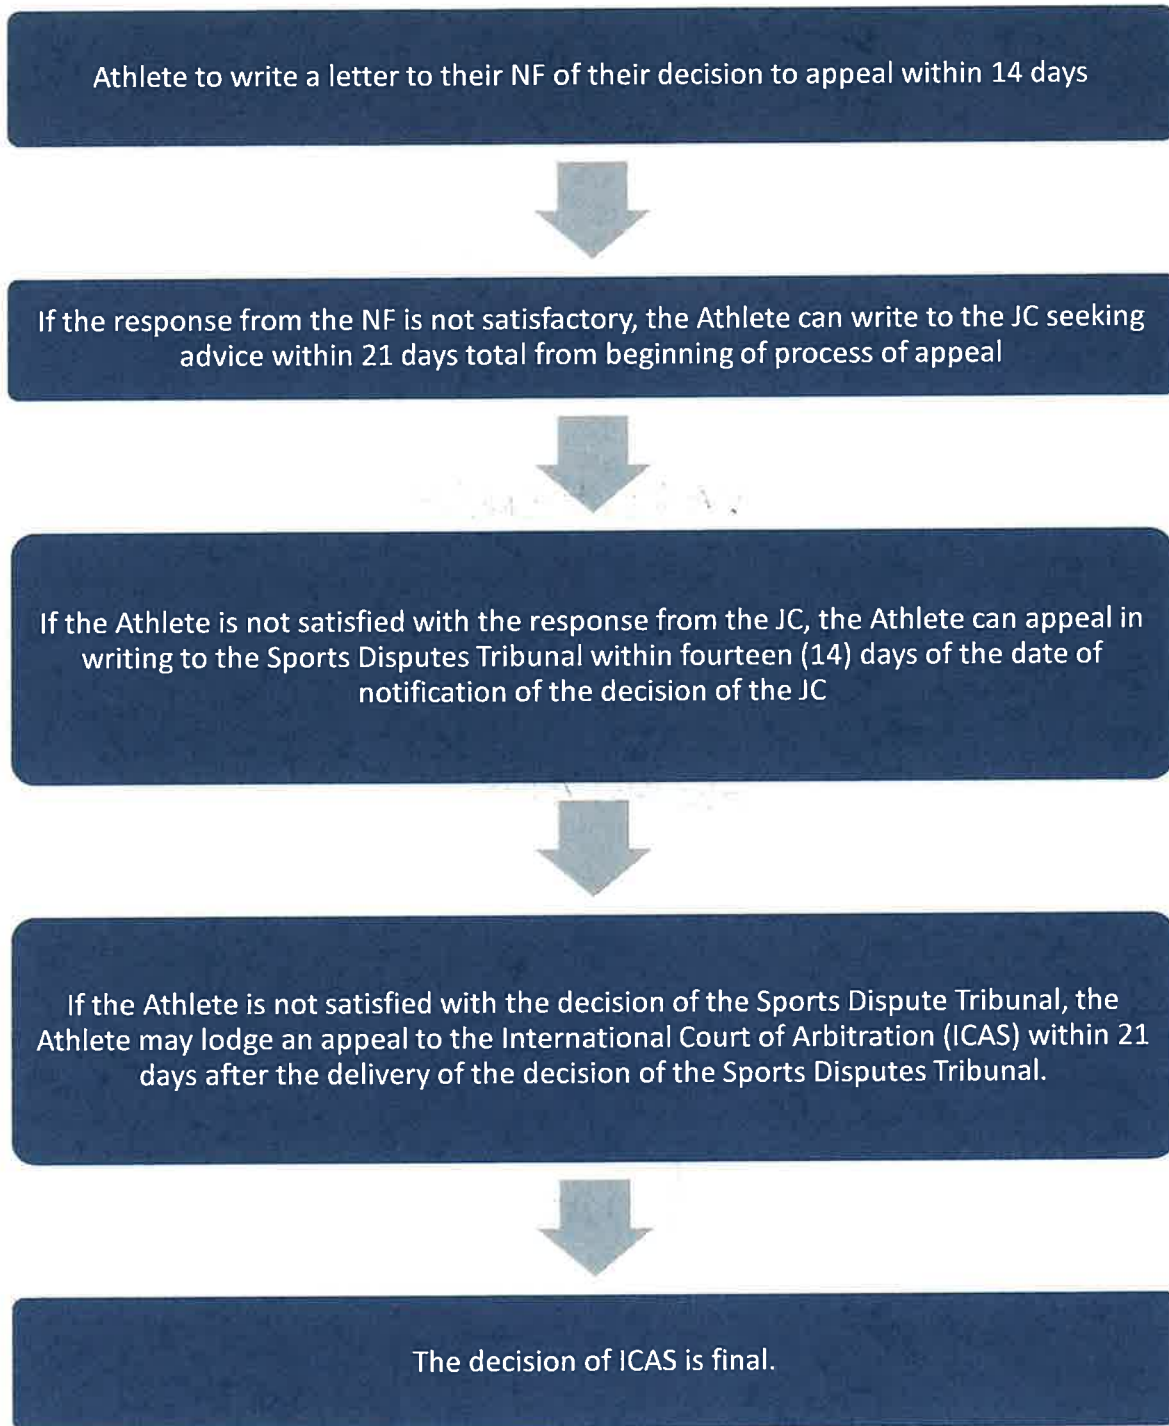 Athlete to write a letter to their NF of their decision to appeal within 14 days
If the response from the NF is not satisfactory, the Athlete can write to the JC seeking
advice within 21 days total from beginning of process of appeal
If the Athlete is not satisfied with the response from the JC, the Athlete can appeal in
writing to the Sports Disputes Tribunal within fourteen (14) days of the date of
notification of the decision of the JC
If the Athlete is not satisfied with the decision of the Sports Dispute Tribunal, the
Athlete may lodge an appeal to the International Court of Arbitration (ICAS) within 21
days after the delivery of the decision of the Sports Disputes Tribunal.
The decision of ICAS is final.